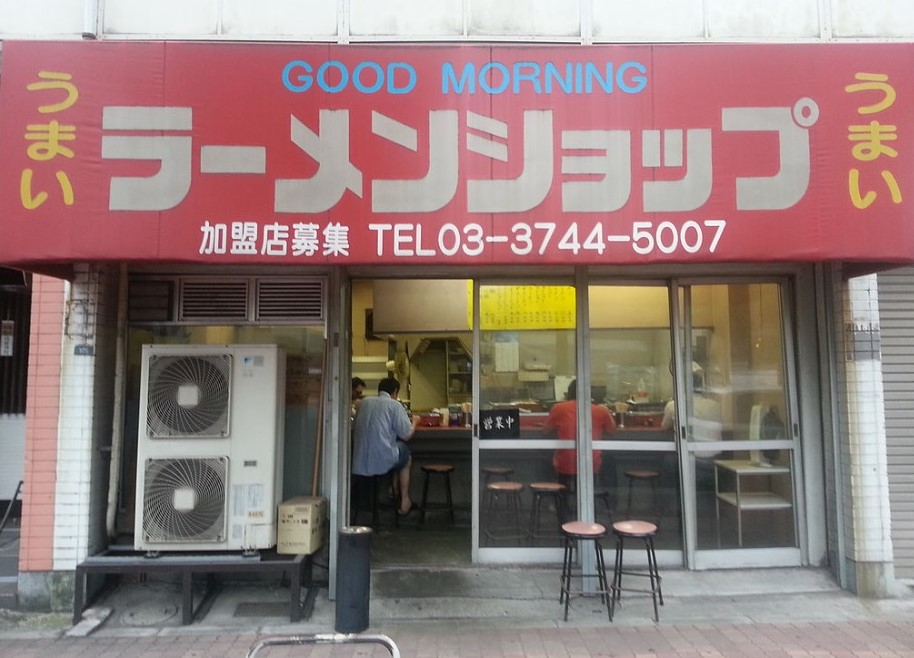 GOOD MORNING
うまい
ラーメンショップ
うまい
加盟店募集 TEL03-3744-5007
営業中